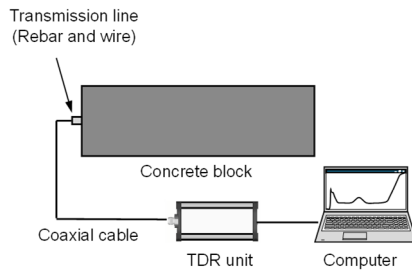 Transmission line
(Rebar and wire)
Concrete block
Coaxial cable
TDR unit
Computer